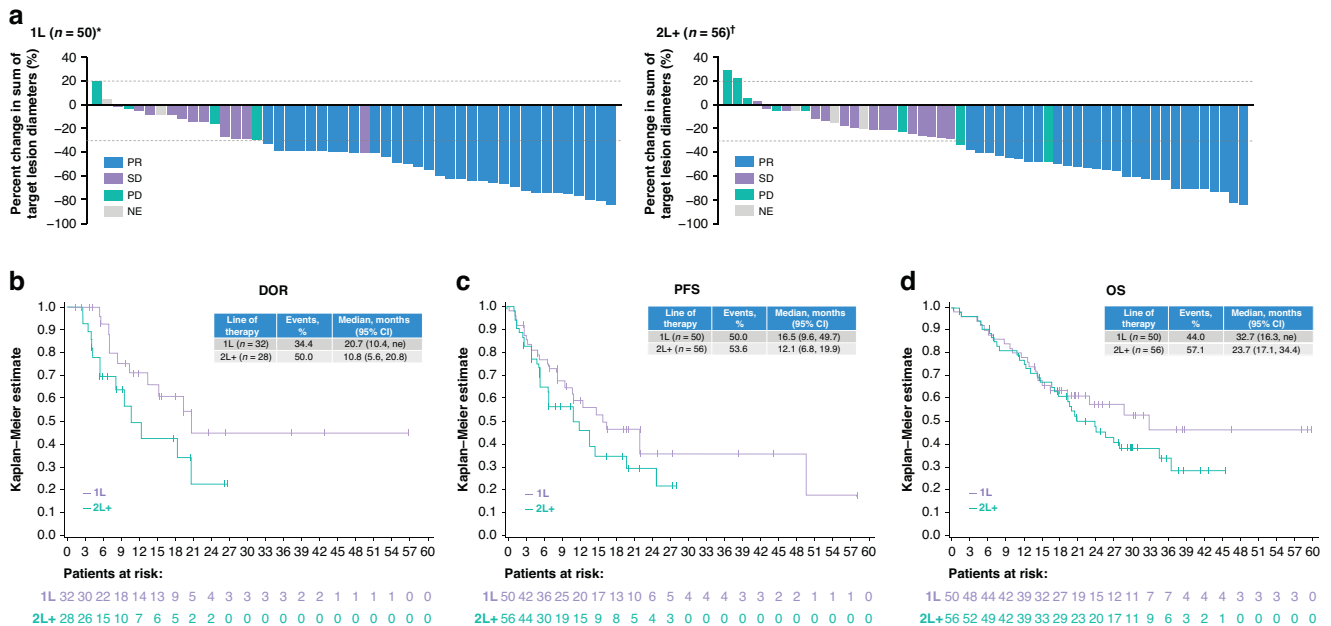 a
1L (n = 50)*
Percent change in sum of
target lesion diameters (%)
40
20
0
−20
−40
−60
−80
−100
PR
SD
PD
NE
2L+ (n = 56)†
Percent change in sum of
target lesion diameters (%)
40
20
0
−20
−40
−60
−80
−100
PR
SD
PD
NE
b
DOR
Kaplan–Meier estimate
1.0
0.9
0.8
0.7
0.6
0.5
0.4
0.3
0.2
0.1
0.0
Line of therapy Events, % Median, months (95% CI)
1L (n = 32) 34.4 20.7 (10.4, ne)
2L+ (n = 28) 50.0 10.8 (5.6, 20.8)
1L
2L+
0 3 6 9 12 15 18 21 24 27 30 33 36 39 42 45 48 51 54 57 60
Patients at risk:
1L 32 30 22 18 14 13 9 5 4 3 3 3 3 2 2 1 1 1 1 0 0
2L+ 28 26 15 10 7 6 5 2 2 0 0 0 0 0 0 0 0 0 0 0 0
c
PFS
Kaplan–Meier estimate
1.0
0.9
0.8
0.7
0.6
0.5
0.4
0.3
0.2
0.1
0.0
Line of therapy Events, % Median, months (95% CI)
1L (n = 50) 50.0 16.5 (9.6, 49.7)
2L+ (n = 56) 53.6 12.1 (6.8, 19.9)
1L
2L+
0 3 6 9 12 15 18 21 24 27 30 33 36 39 42 45 48 51 54 57 60
Patients at risk:
1L 50 42 36 25 20 17 13 10 6 5 4 4 4 3 3 2 2 1 1 1 0
2L+ 56 44 30 19 15 9 8 5 4 3 0 0 0 0 0 0 0 0 0 0 0
d
OS
Kaplan–Meier estimate
1.0
0.9
0.8
0.7
0.6
0.5
0.4
0.3
0.2
0.1
0.0
Line of therapy Events, % Median, months (95% CI)
1L (n = 50) 44.0 32.7 (16.3, ne)
2L+ (n = 56) 57.1 23.7 (17.1, 34.4)
1L
2L+
0 3 6 9 12 15 18 21 24 27 30 33 36 39 42 45 48 51 54 57 60
Patients at risk:
1L 50 48 44 42 39 32 27 19 15 12 11 7 7 4 4 4 3 3 3 3 0
2L+ 56 52 49 42 39 33 29 23 20 17 11 9 6 3 2 1 0 0 0 0 0